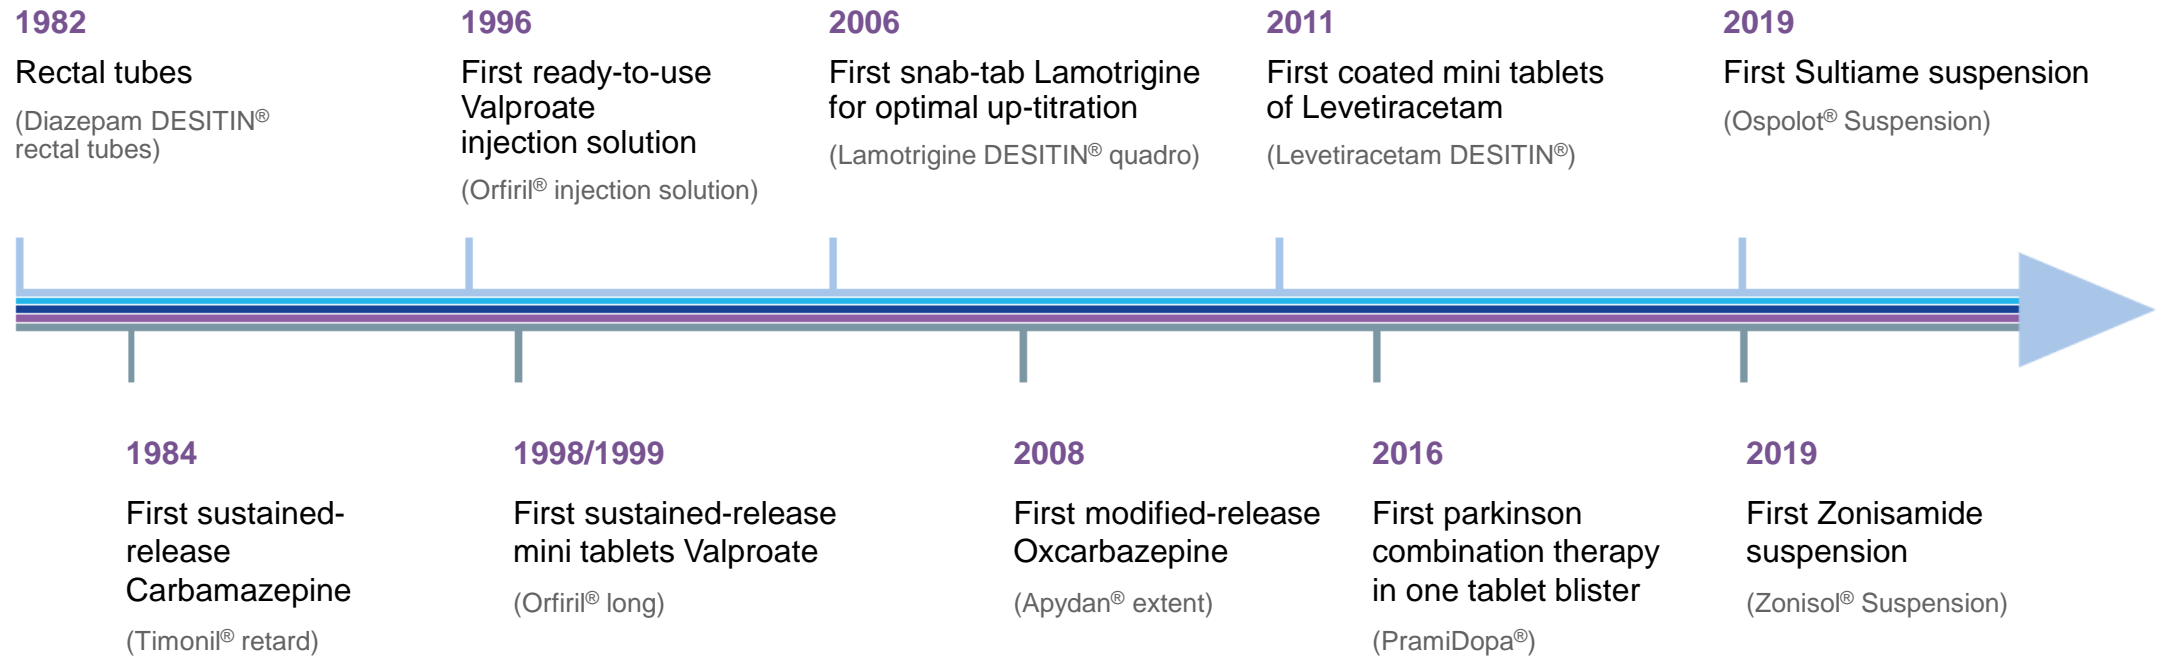 1982
Rectal tubes
(Diazepam DESITIN®
rectal tubes)
1996
First ready-to-use
Valproate
injection solution
(Orfiril® injection solution)
2006
First snab-tab Lamotrigine
for optimal up-titration
(Lamotrigine DESITIN® quadro)
2011
First coated mini tablets
of Levetiracetam
(Levetiracetam DESITIN®)
2019
First Sultiame suspension
(Ospolot® Suspension)
1984
First sustained-
release
Carbamazepine
(Timonil® retard)
1998/1999
First sustained-release
mini tablets Valproate
(Orfiril® long)
2008
First modified-release
Oxcarbazepine
(Apydan® extent)
2016
First parkinson
combination therapy
in one tablet blister
(PramiDopa®)
2019
First Zonisamide
suspension
(Zonisol® Suspension)